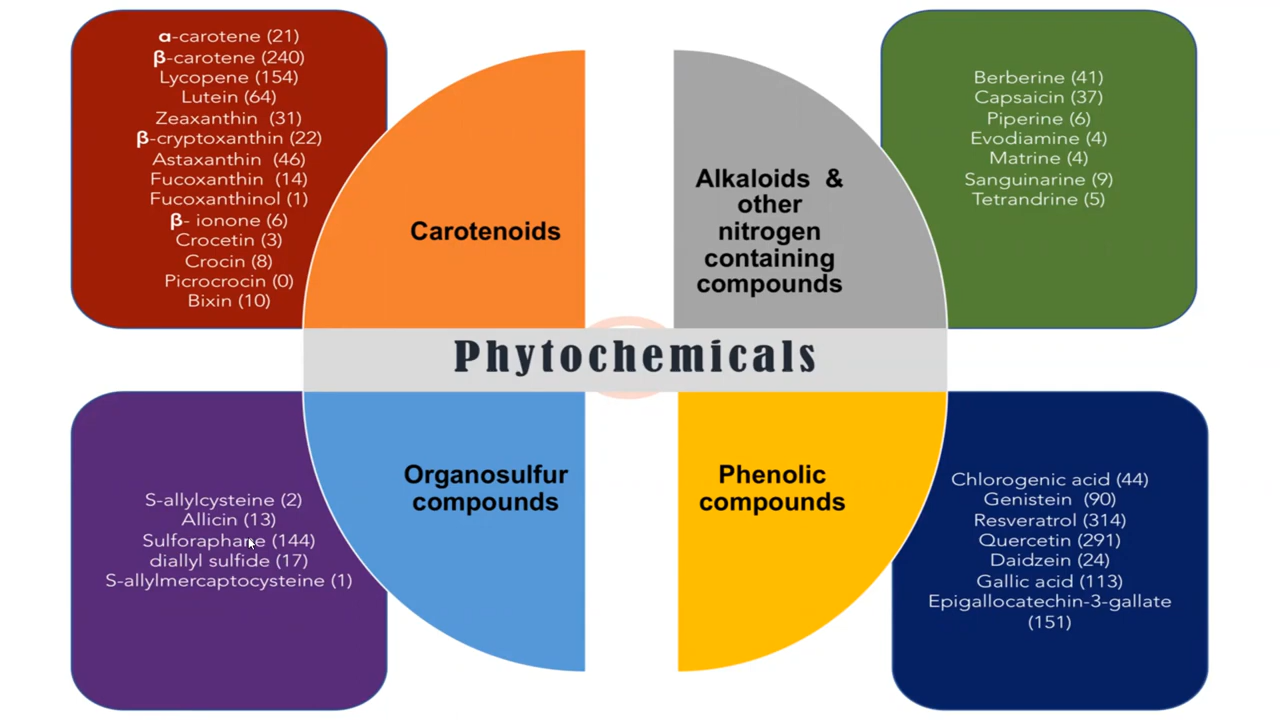 α-carotene (21)
β-carotene (240)
Lycopene (154)
Lutein (64)
Zeaxanthin (31)
β-cryptoxanthin (22)
Astaxanthin (46)
Fucoxanthin (14)
Fucoxanthinol (1)
β- ionone (6)
Crocetin (3)
Crocin (8)
Picrocrocin (0)
Bixin (10)
Carotenoids
Alkaloids &
other
nitrogen
containing
compounds
Berberine (41)
Capsaicin (37)
Piperine (6)
Evodiamine (4)
Matrine (4)
Sanguinarine (9)
Tetrandrine (5)
Phytochemicals
S-allylcysteine (2)
Allicin (13)
Sulforaphane (144)
diallyl sulfide (17)
S-allylmercaptocysteine (1)
Organosulfur
compounds
Phenolic
compounds
Chlorogenic acid (44)
Genistein (90)
Resveratrol (314)
Quercetin (291)
Daidzein (24)
Gallic acid (113)
Epigallocatechin-3-gallate
(151)